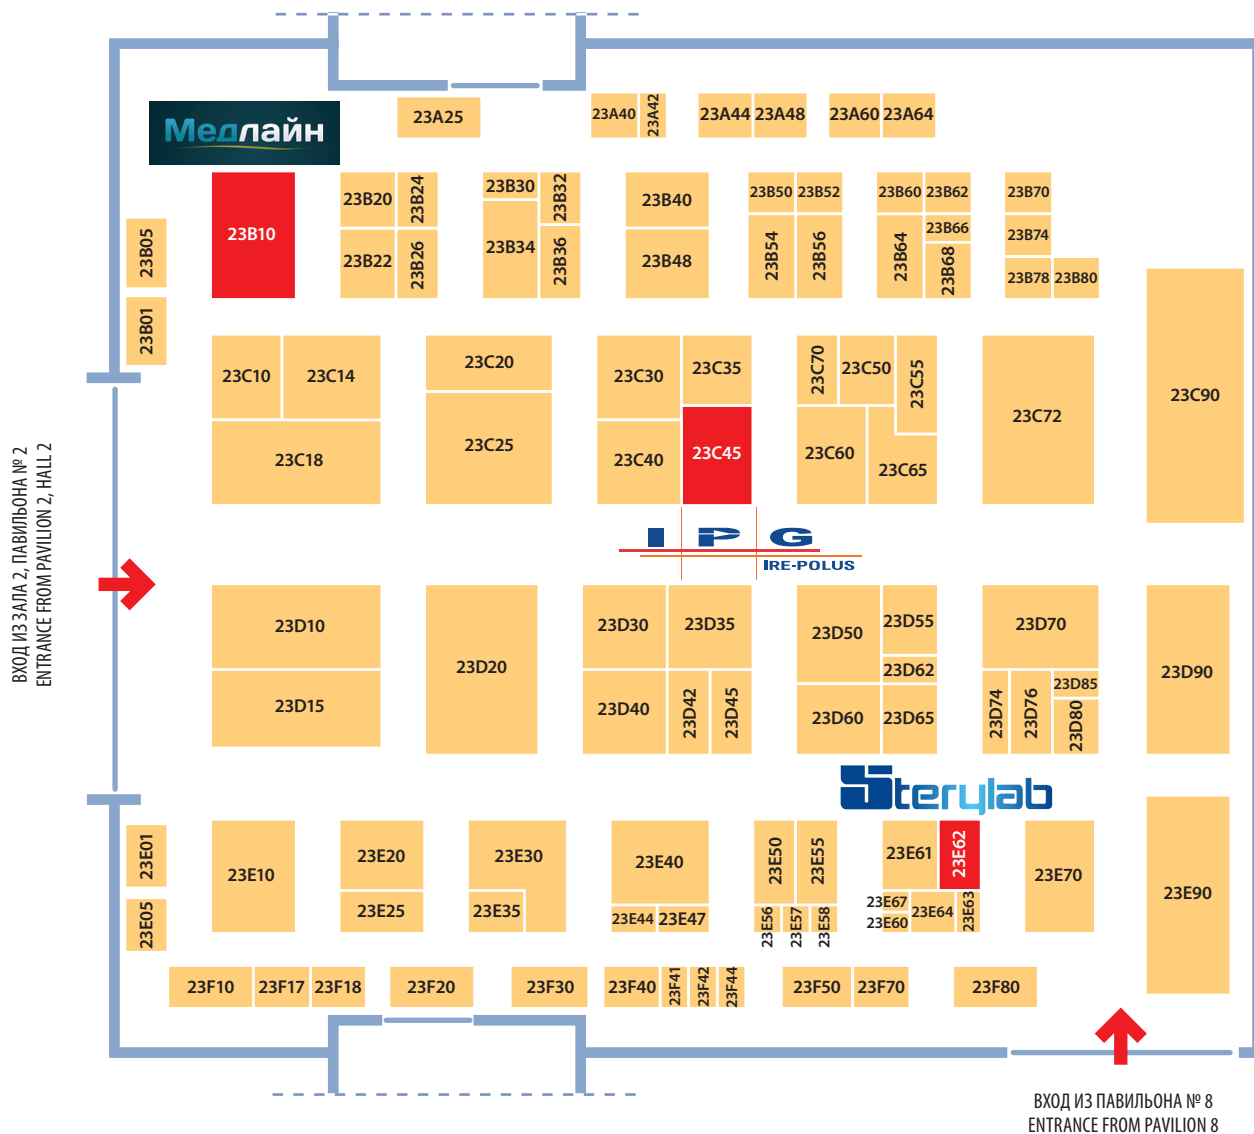 23A25
23A40
23A42
23A44
23A48
23A60
23A64
Медлайн
23B05
23B01
23B10
23B20
23B24
23B22
23B26
23B30
23B32
23B34
23B36
23B40
23B48
23B50
23B52
23B54
23B56
23B60
23B62
23B64
23B66
23B68
23B70
23B74
23B78
23B80
23C10
23C14
23C18
23C20
23C25
23C30
23C35
23C40
23C45
23C70
23C50
23C55
23C60
23C65
23C72
23C90
ВХОД ИЗ ЗАЛА 2, ПАВИЛЬОНА № 2
ENTRANCE FROM PAVILION 2, HALL 2
IPG
IRE-POLUS
23D10
23D15
23D20
23D30
23D35
23D40
23D42
23D45
23D50
23D55
23D62
23D60
23D65
23D70
23D74
23D76
23D85
23D80
23D90
Sterylab
23E01
23E05
23E10
23E20
23E25
23E30
23E35
23E40
23E44
23E47
23E50
23E55
23E56
23E57
23E58
23E61
23E62
23E67
23E60
23E64
23E63
23E70
23E90
23F10
23F17
23F18
23F20
23F30
23F40
23F41
23F42
23F44
23F50
23F70
23F80
ВХОД ИЗ ПАВИЛЬОНА № 8
ENTRANCE FROM PAVILION 8